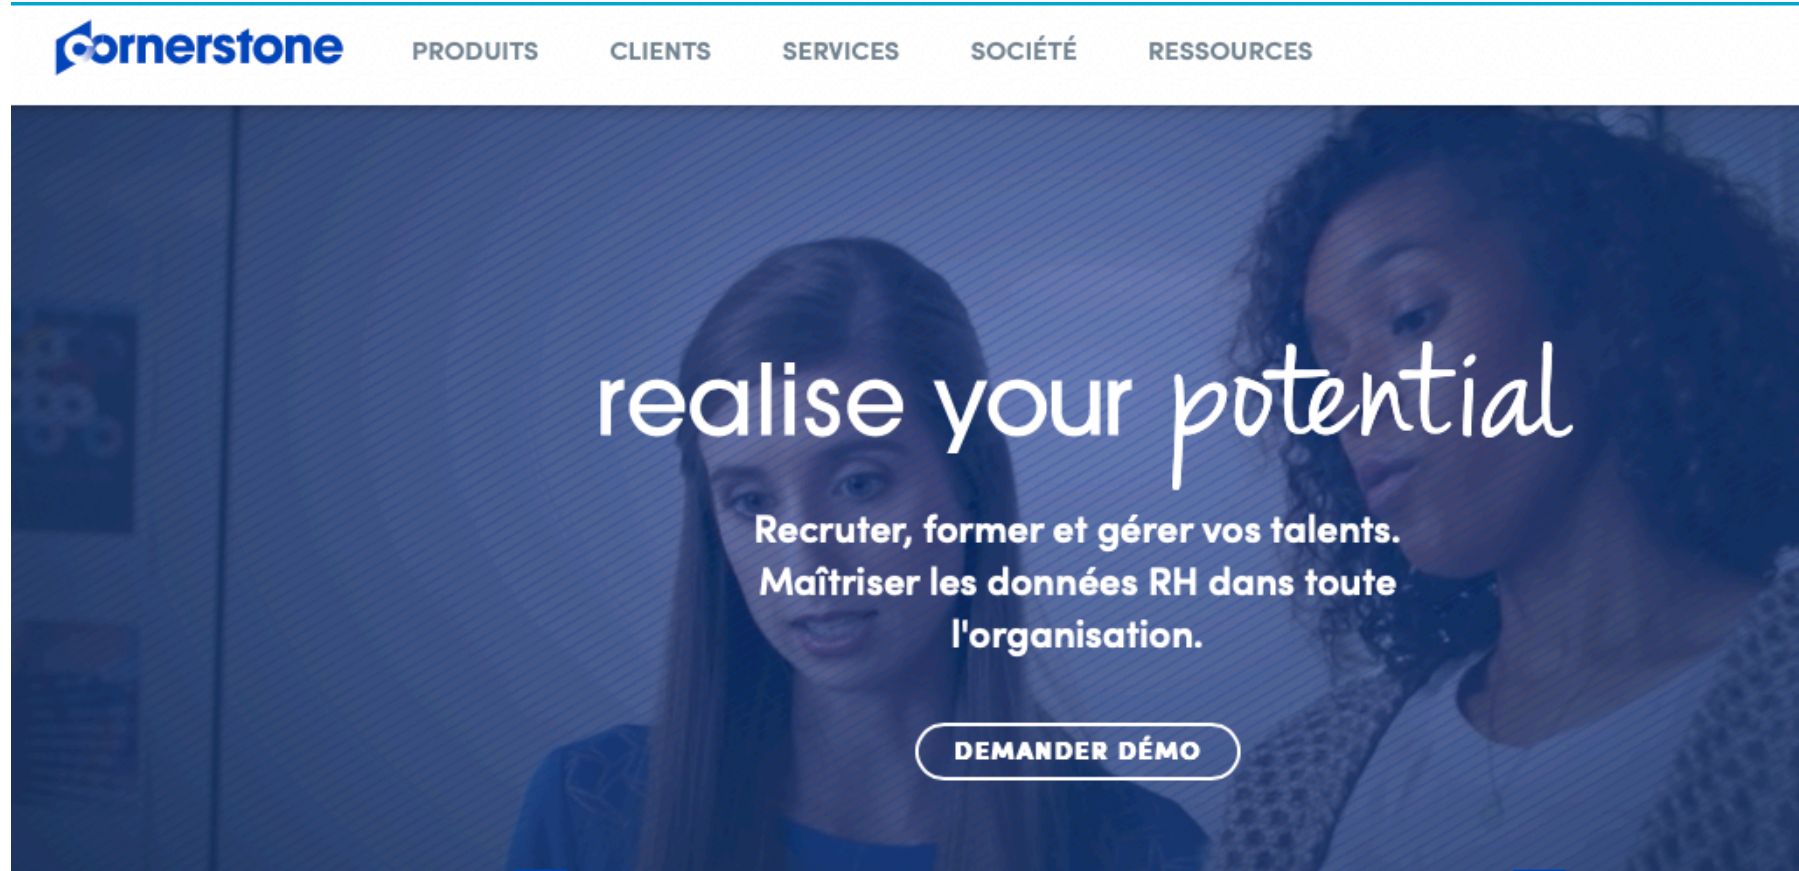 cornerstone
PRODUITS CLIENTS SERVICES SOCIÉTÉ RESSOURCES
realise your potential
Recruter, former et gérer vos talents.
Maîtriser les données RH dans toute
l'organisation.
DEMANDER DÉMO